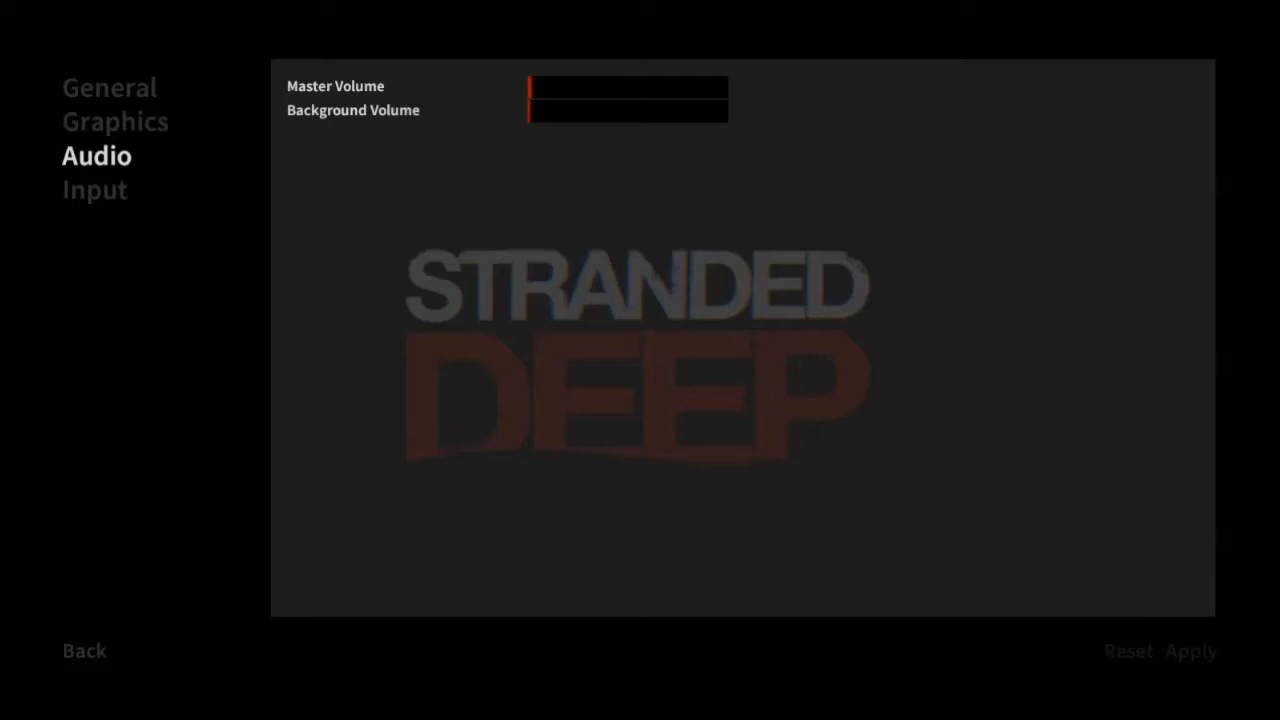 General
Graphics
Audio
Input
Master Volume
Background Volume
STRANDED
DEEP
Back
Reset Apply